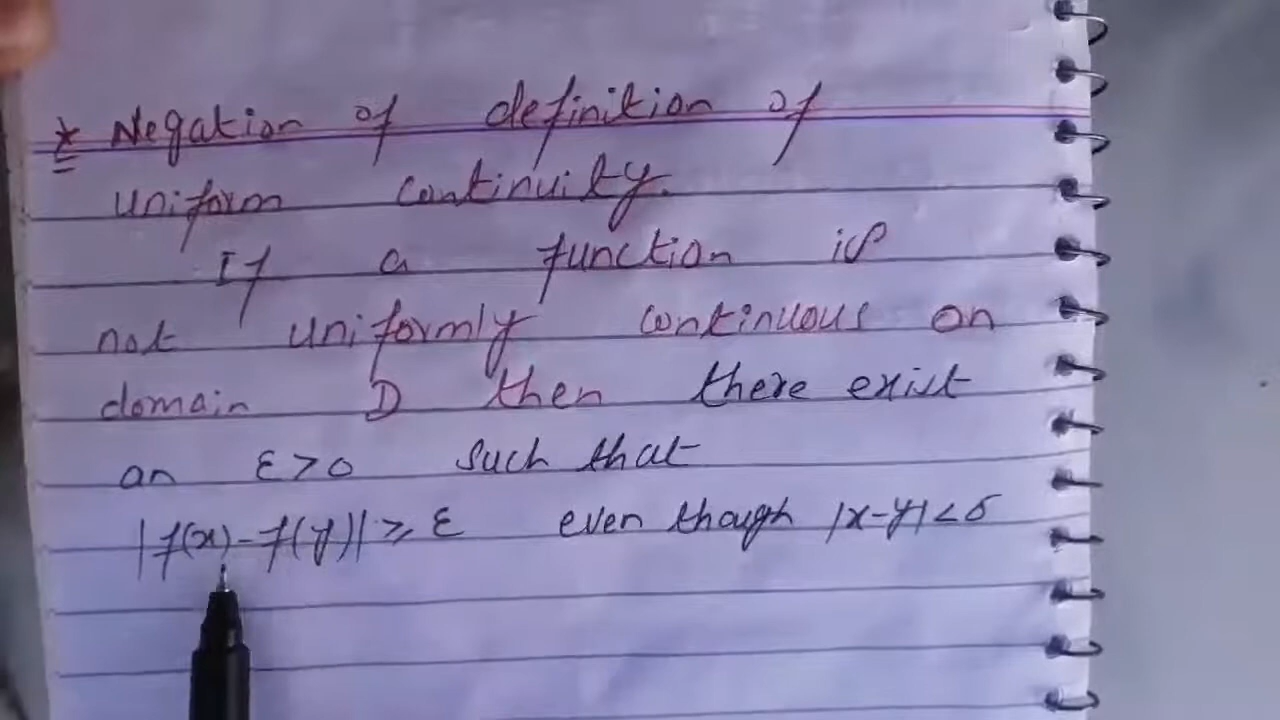 * Negation of definition of
uniform continuity.
If a function is
not uniformly continuous on
domain D then there exist
an ε>0 such that
|f(x)-f(y)| ≥ ε even though |x-y|<δ